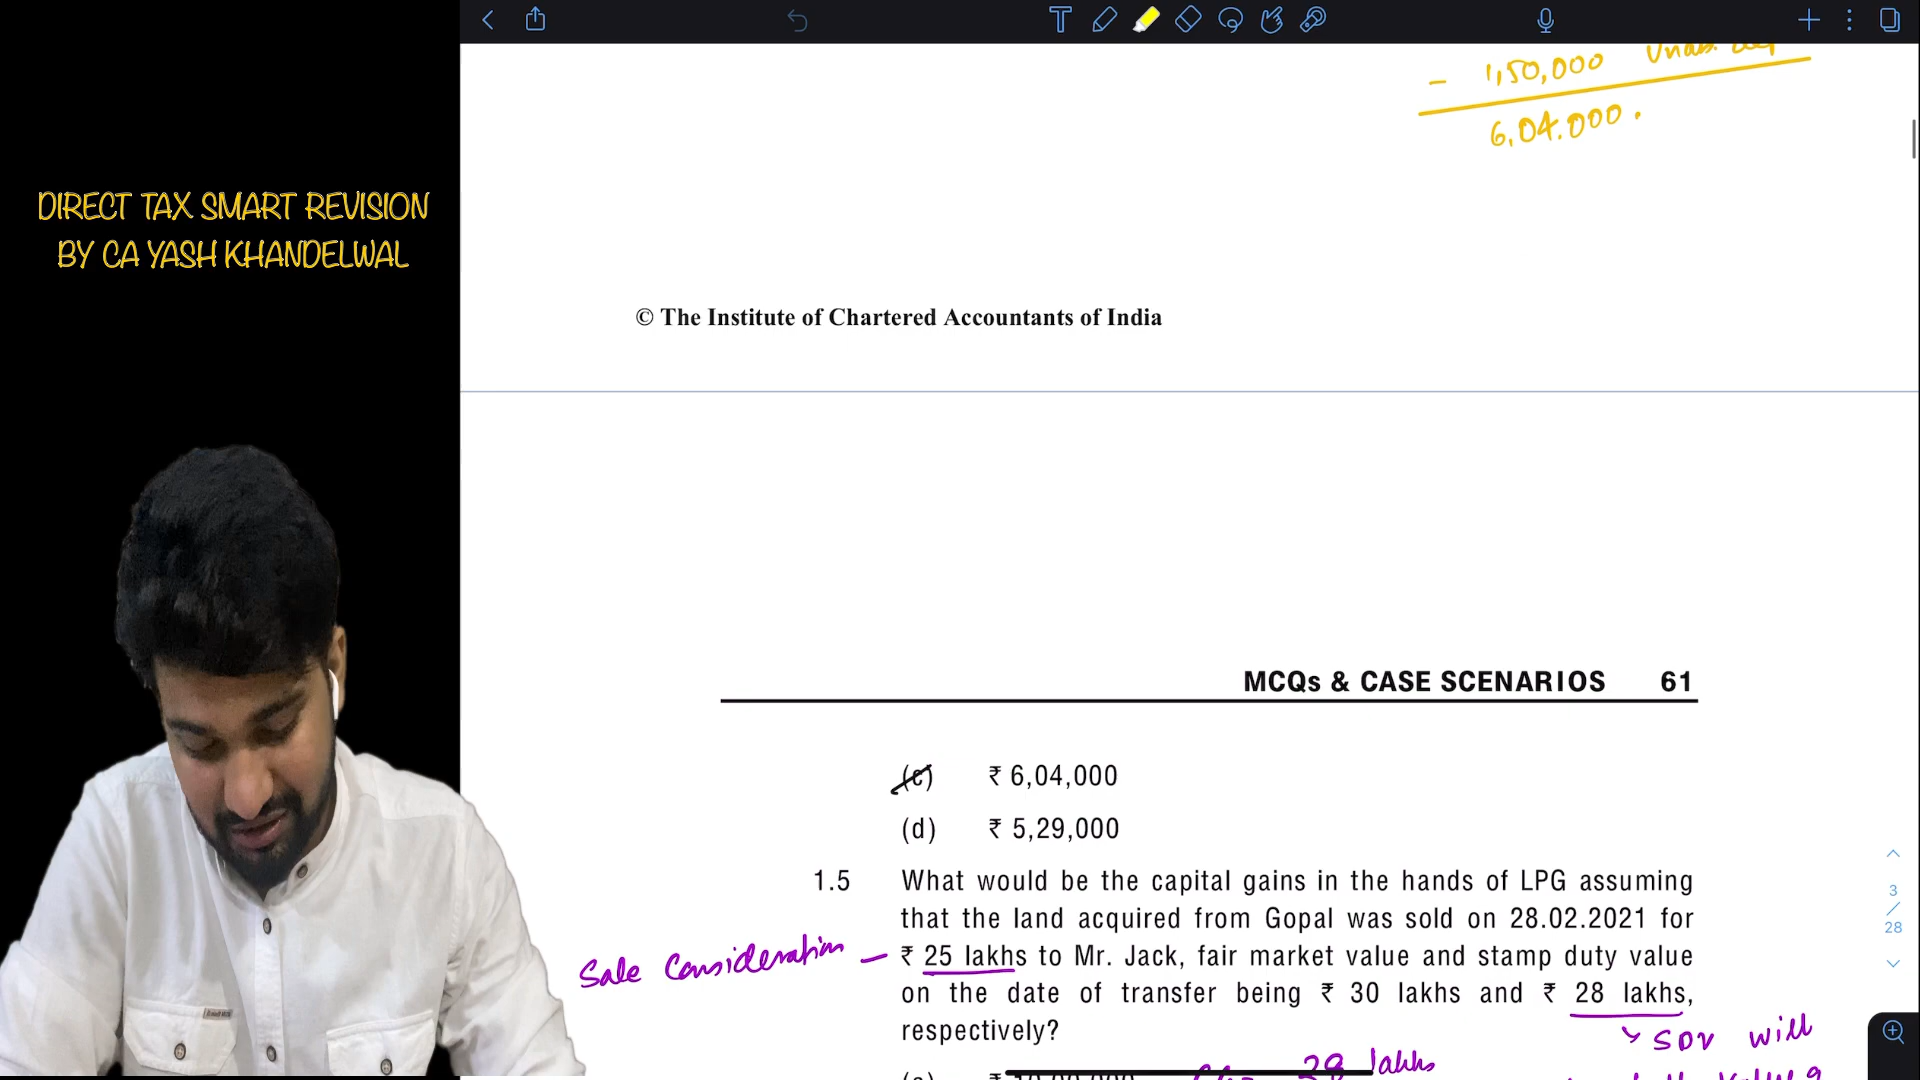 - 1,50,000
6,04.000.
DIRECT TAX SMART REVISION
BY CA YASH KHANDELWAL
© The Institute of Chartered Accountants of India
MCQs & CASE SCENARIOS 61
(c) ₹ 6,04,000
(d) ₹ 5,29,000
1.5 What would be the capital gains in the hands of LPG assuming
that the land acquired from Gopal was sold on 28.02.2021 for
Sale Consideration – ₹ 25 lakhs to Mr. Jack, fair market value and stamp duty value
on the date of transfer being ₹ 30 lakhs and ₹ 28 lakhs,
respectively?
SDV will
lakhs
3
/
28